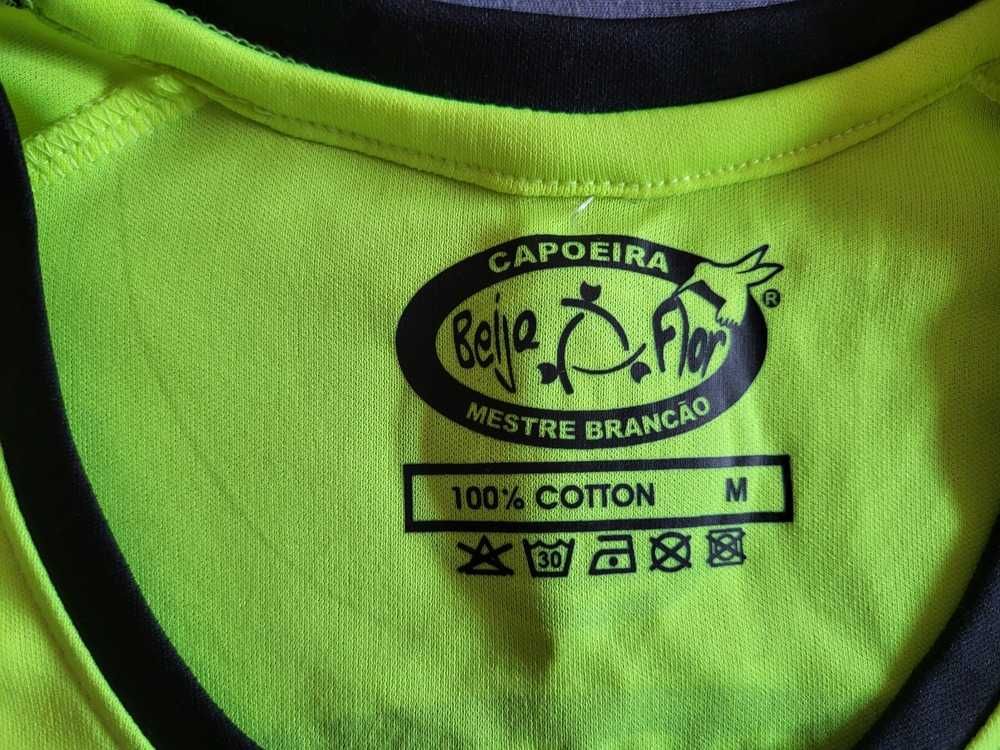 CAPOEIRA
Beija Flor
®
MESTRE BRANCÃO
100% COTTON M
30